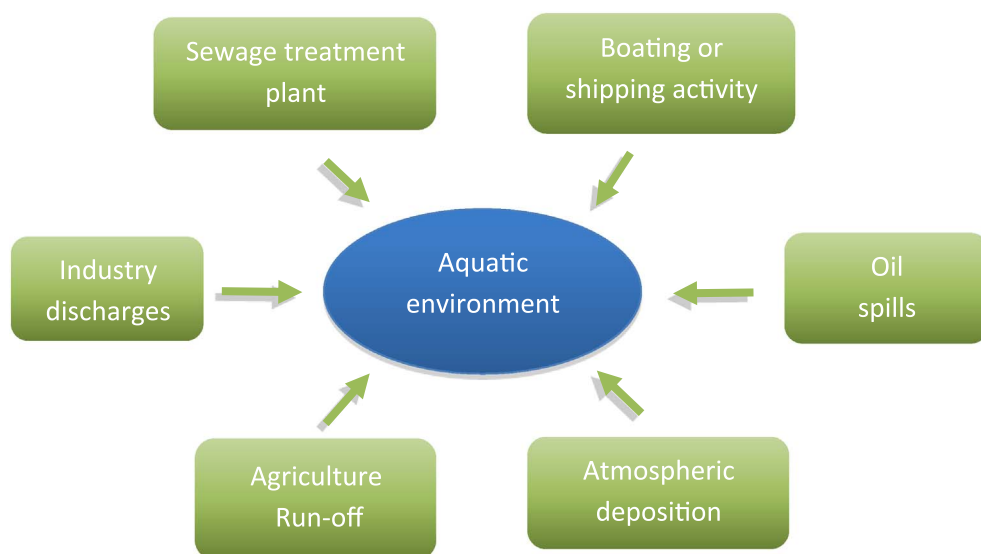 Sewage treatment
plant
Boating or
shipping activity
Industry
discharges
Aquatic
environment
Oil
spills
Agriculture
Run-off
Atmospheric
deposition